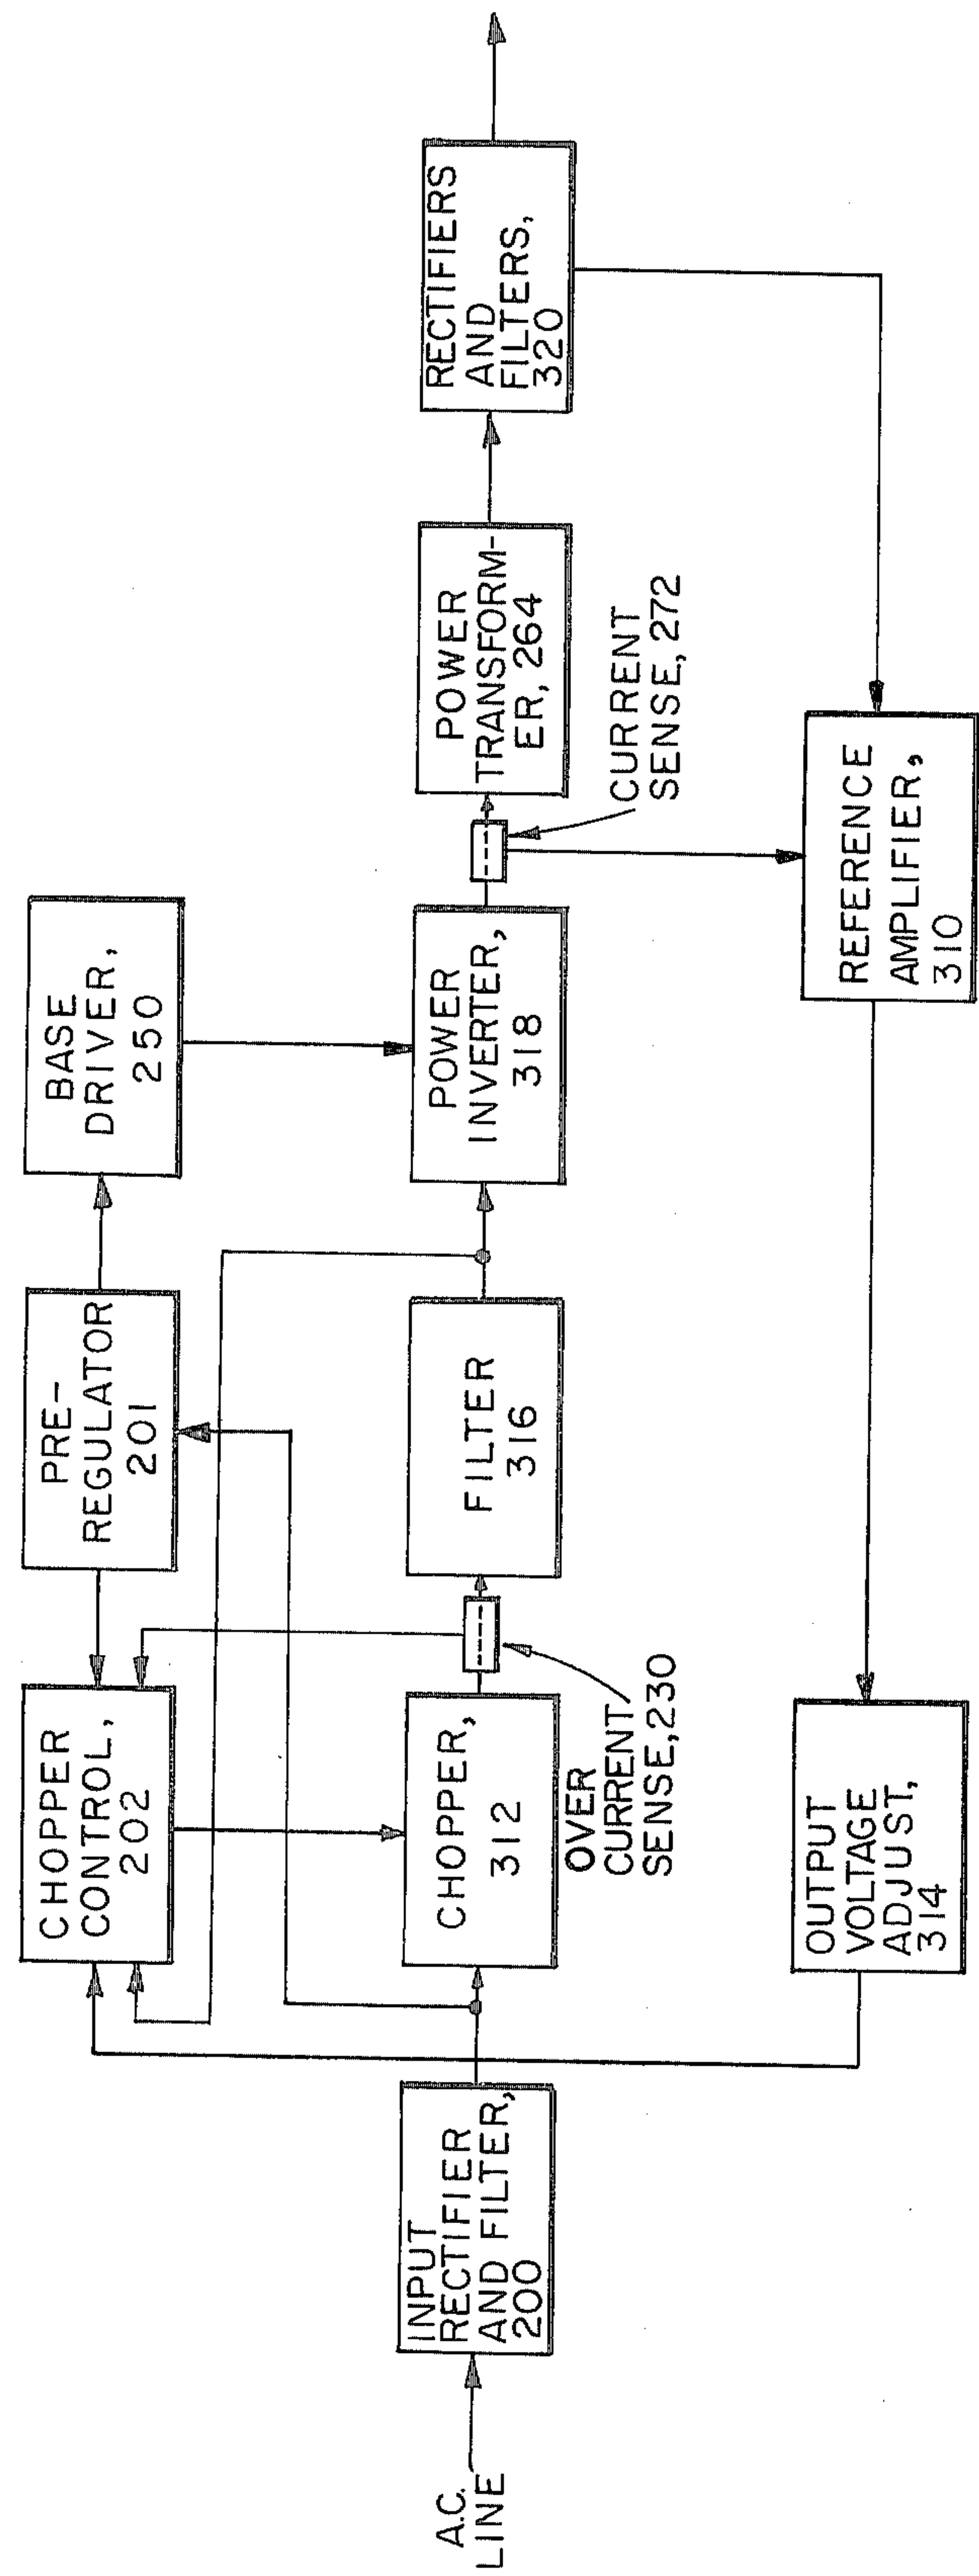 A.C.
LINE
INPUT
RECTIFIER
AND FILTER,
200
CHOPPER
CONTROL,
202
PRE-
REGULATOR
201
BASE
DRIVER,
250
CHOPPER,
312
OVER
CURRENT
SENSE,230
FILTER
316
POWER
INVERTER,
318
CURRENT
SENSE,272
POWER
TRANSFORM-
ER, 264
RECTIFIERS
AND
FILTERS,
320
OUTPUT
VOLTAGE
ADJUST,
314
REFERENCE
AMPLIFIER,
310